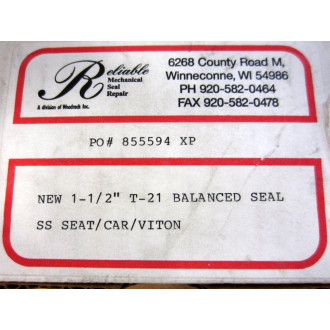 Reliable
Mechanical
Seal
Repair
A division of Woodrock Inc.
6268 County Road M,
Winneconne, WI 54986
PH 920-582-0464
FAX 920-582-0478
PO# 855594 XP
NEW 1-1/2" T-21 BALANCED SEAL
SS SEAT/CAR/VITON